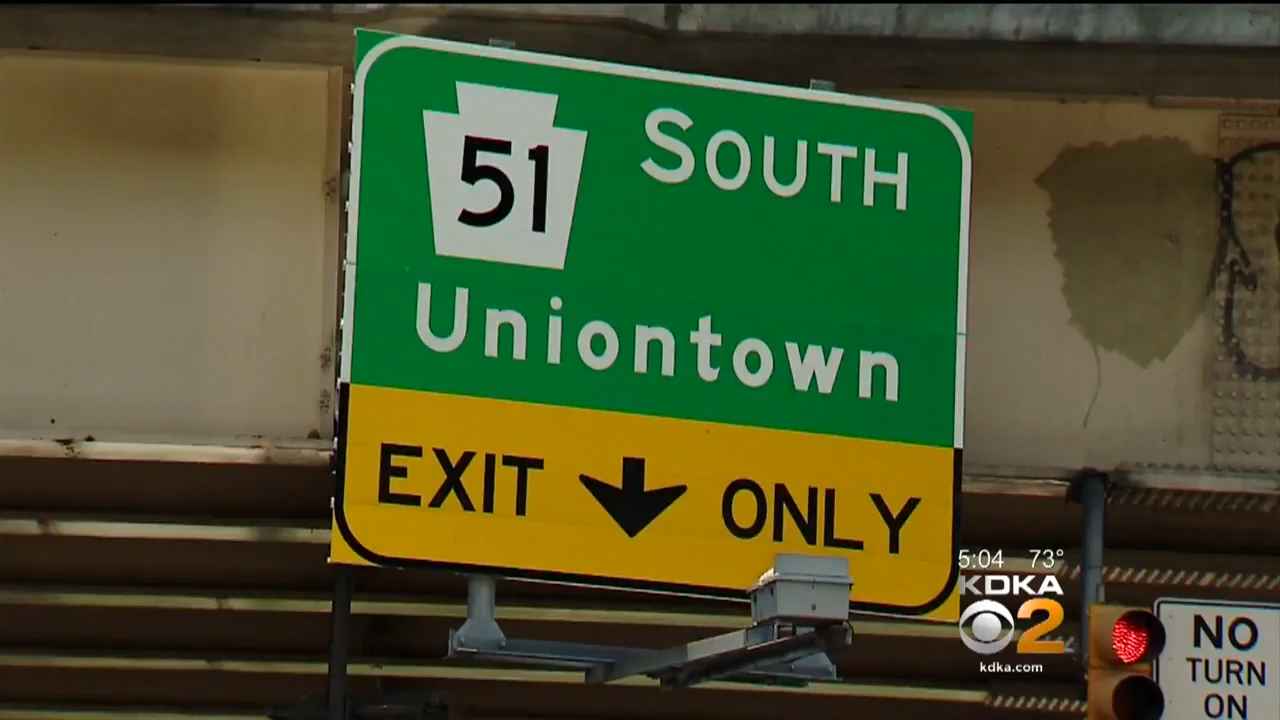 51 SOUTH
Uniontown
EXIT ONLY
5:04 73°
KDKA
2
kdka.com
NO
TURN
ON